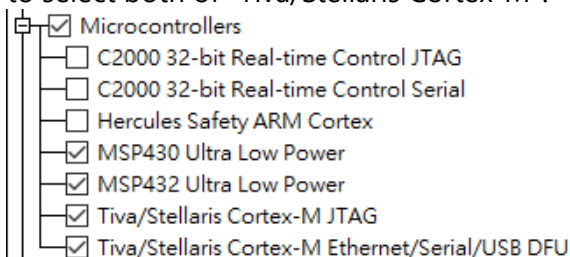 to select both of "Tiva/Stellaris Cortex-M".
Microcontrollers
C2000 32-bit Real-time Control JTAG
C2000 32-bit Real-time Control Serial
Hercules Safety ARM Cortex
MSP430 Ultra Low Power
MSP432 Ultra Low Power
Tiva/Stellaris Cortex-M JTAG
Tiva/Stellaris Cortex-M Ethernet/Serial/USB DFU